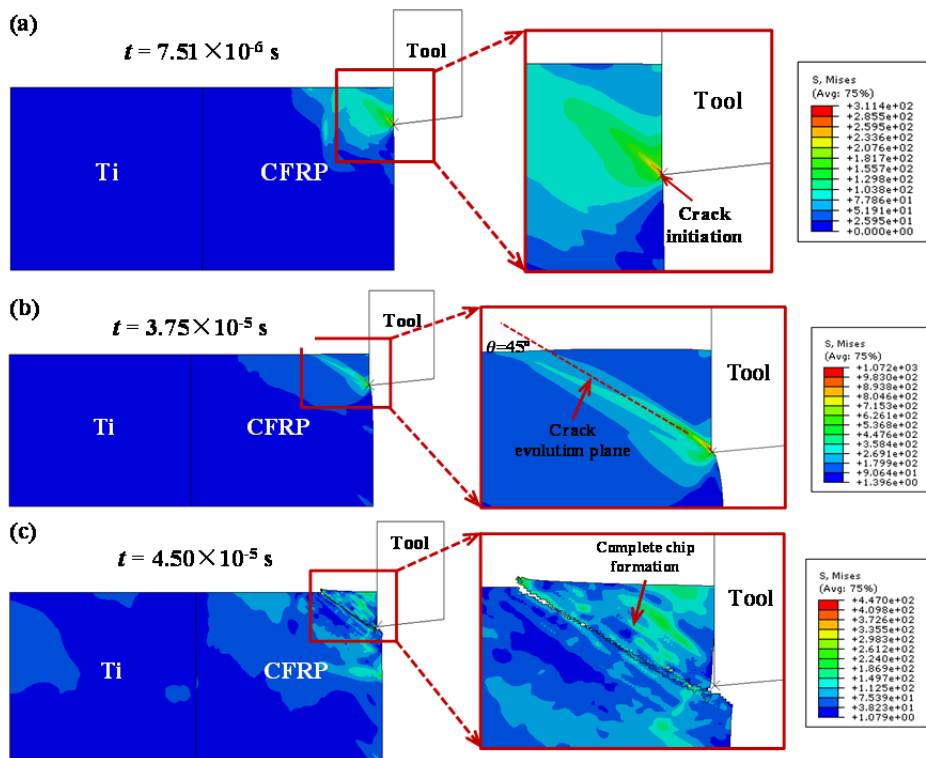 (a)
t = 7.51×10⁻⁶ s
Tool
Ti
CFRP
Tool
Crack
initiation
S, Mises
(Avg: 75%)
+3.114e+02
+2.855e+02
+2.595e+02
+2.336e+02
+2.076e+02
+1.817e+02
+1.557e+02
+1.298e+02
+1.038e+02
+7.786e+01
+5.191e+01
+2.595e+01
+0.000e+00
(b)
t = 3.75×10⁻⁵ s
Tool
Ti
CFRP
θ=45°
Tool
Crack
evolution plane
S, Mises
(Avg: 75%)
+1.072e+03
+9.830e+02
+8.938e+02
+8.046e+02
+7.153e+02
+6.261e+02
+5.368e+02
+4.476e+02
+3.584e+02
+2.691e+02
+1.799e+02
+9.064e+01
+1.396e+00
(c)
t = 4.50×10⁻⁵ s
Tool
Ti
CFRP
Complete chip
formation
Tool
S, Mises
(Avg: 75%)
+4.470e+02
+4.098e+02
+3.726e+02
+3.355e+02
+2.983e+02
+2.612e+02
+2.240e+02
+1.869e+02
+1.497e+02
+1.125e+02
+7.539e+01
+3.823e+01
+1.079e+00